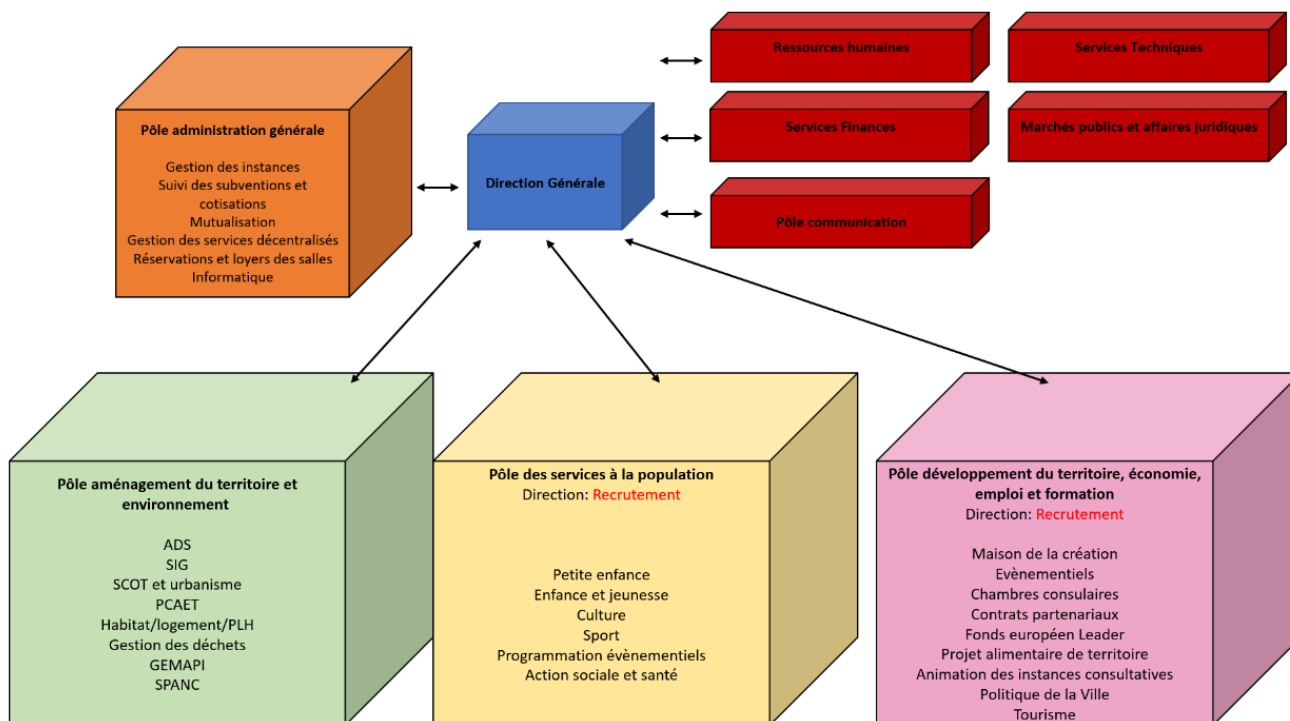 Ressources humaines
Services Techniques
Services Finances
Marchés publics et affaires juridiques
Pôle communication
Pôle administration générale
Gestion des instances
Suivi des subventions et
cotisations
Mutualisation
Gestion des services décentralisés
Réservations et loyers des salles
Informatique
Direction Générale
Pôle aménagement du territoire et
environnement
ADS
SIG
SCOT et urbanisme
PCAET
Habitat/logement/PLH
Gestion des déchets
GEMAPI
SPANC
Pôle des services à la population
Direction: Recrutement
Petite enfance
Enfance et jeunesse
Culture
Sport
Programmation évènementiels
Action sociale et santé
Pôle développement du territoire, économie,
emploi et formation
Direction: Recrutement
Maison de la création
Evènementiels
Chambres consulaires
Contrats partenariaux
Fonds européen Leader
Projet alimentaire de territoire
Animation des instances consultatives
Politique de la Ville
Tourisme